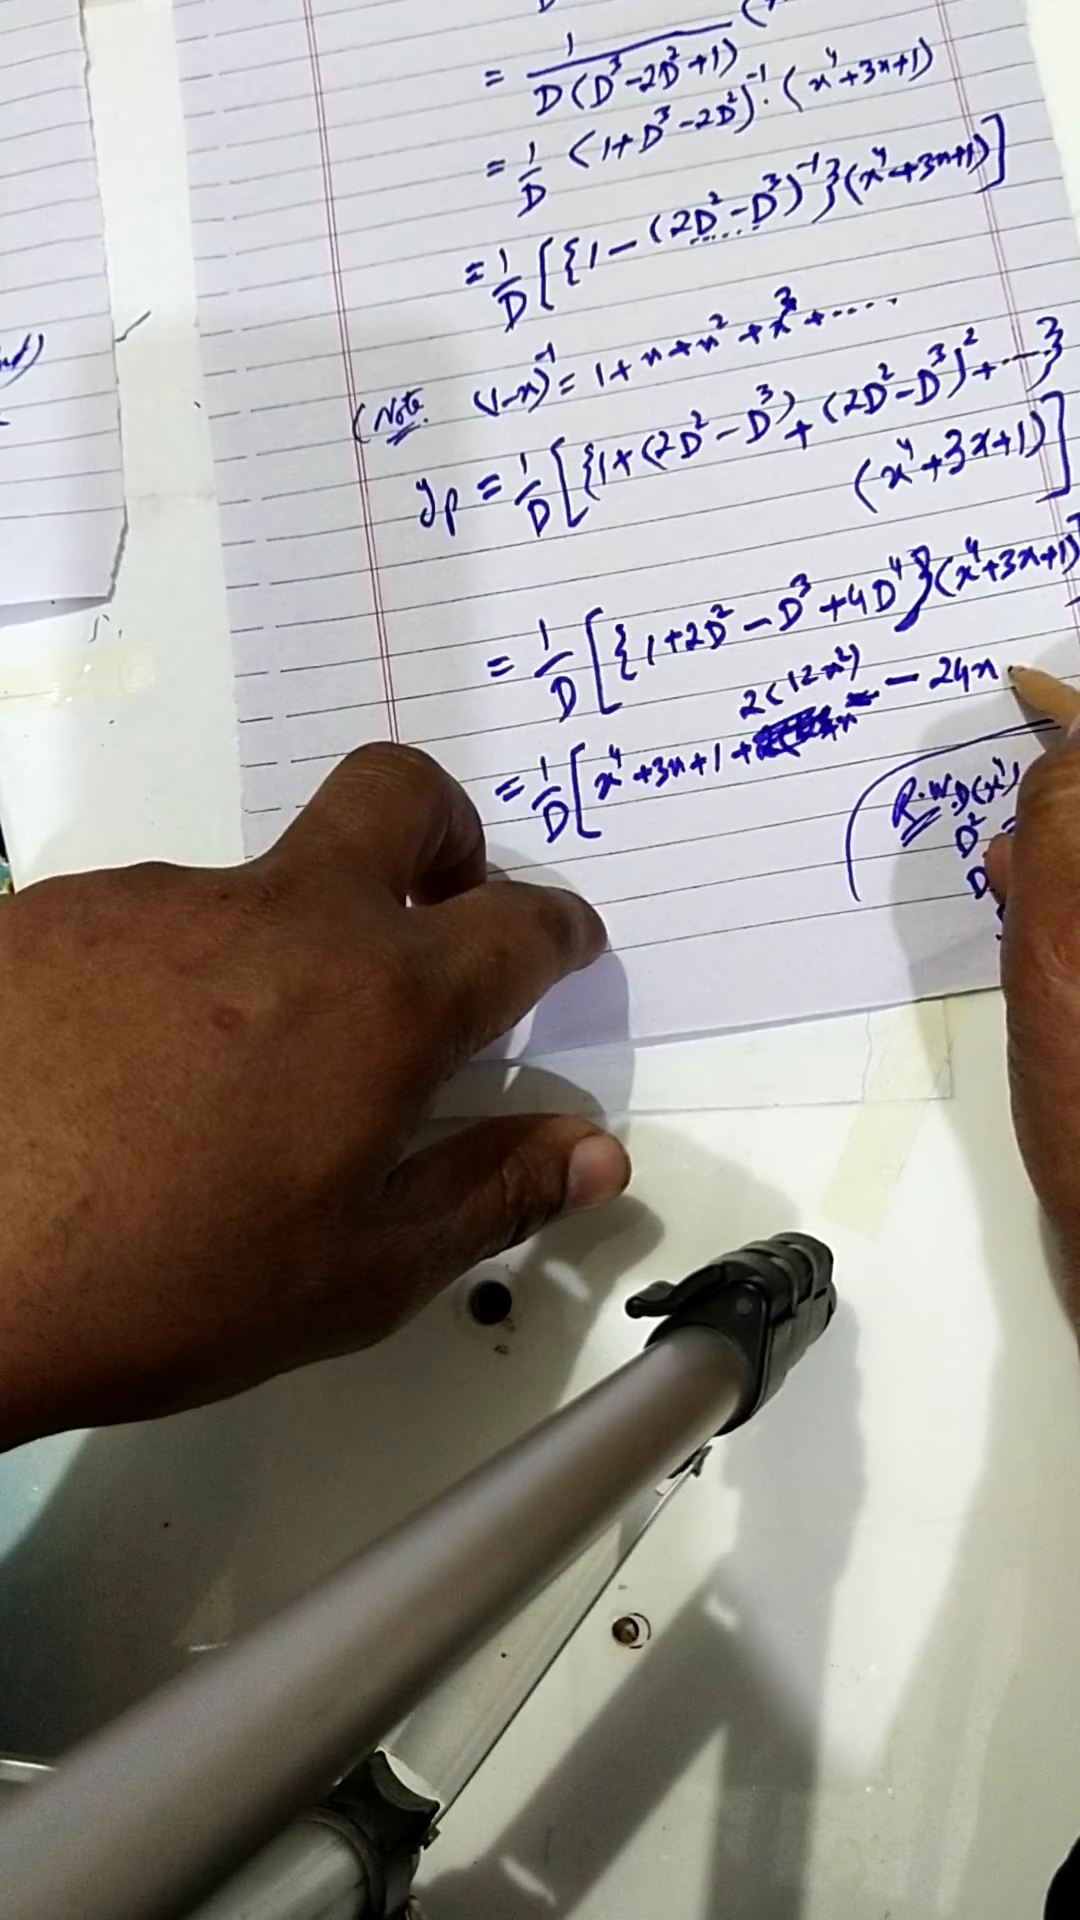 = 1/D(D³-2D²+1) (
= 1/D (1+D³-2D²)⁻¹. (x⁴+3x+1)
= 1/D [{1-(2D²-D³)⁻¹}(x⁴+3x+1)]
(Note. (1-x)⁻¹ = 1+x+x²+x³+....
yp = 1/D [{1+(2D²-D³)+(2D²-D³)²+...}
(x⁴+3x+1)]
= 1/D [{1+2D²-D³+4D⁴}(x⁴+3x+1)]
= 1/D [x⁴+3x+1+2(12x²)-24x
R.W. D(x⁴)
D² =
D